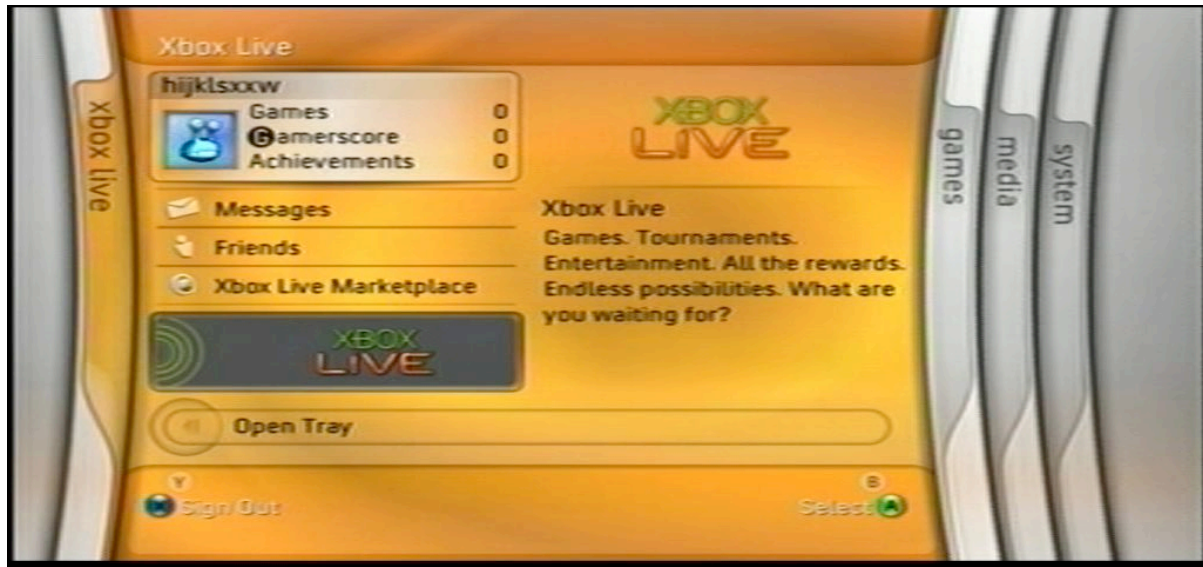 Xbox Live
hijklsxxw
Games 0
Gamerscore 0
Achievements 0
Messages
Friends
Xbox Live Marketplace
XBOX
LIVE
Open Tray
XBOX
LIVE
Xbox Live
Games. Tournaments.
Entertainment. All the rewards.
Endless possibilities. What are
you waiting for?
Y
X Sign Out
B
Select A
xbox live
games
media
system